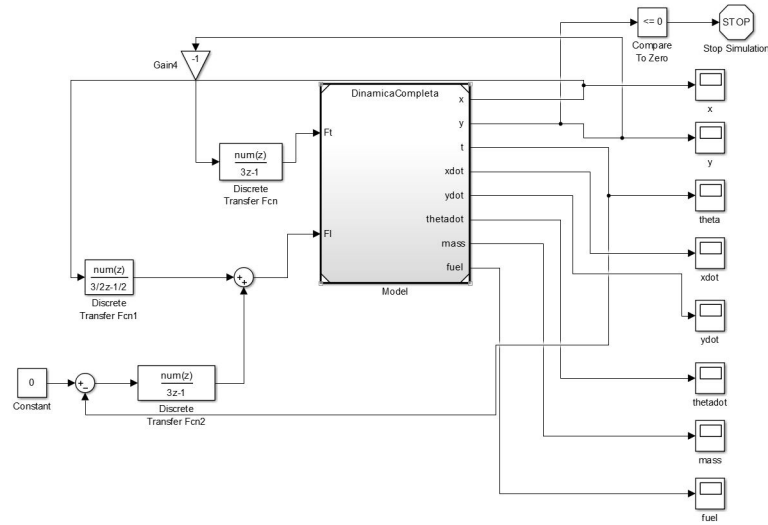 <= 0
STOP
Compare
To Zero
Stop Simulation
-1
Gain4
DinamicaCompleta
x
y
t
xdot
ydot
thetadot
mass
fuel
Ft
Fl
Model
num(z)
3z-1
Discrete
Transfer Fcn
num(z)
3/2z-1/2
Discrete
Transfer Fcn1
+
+
0
Constant
+
−
num(z)
3z-1
Discrete
Transfer Fcn2
x
y
theta
xdot
ydot
thetadot
mass
fuel